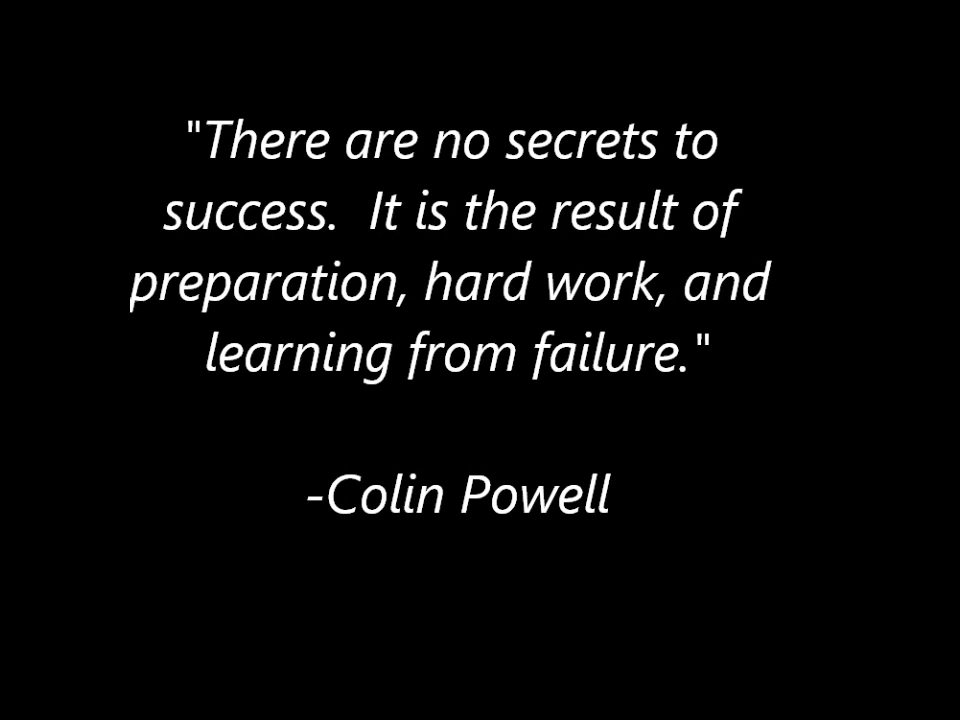 "There are no secrets to
success.  It is the result of
preparation, hard work, and
learning from failure."
-Colin Powell